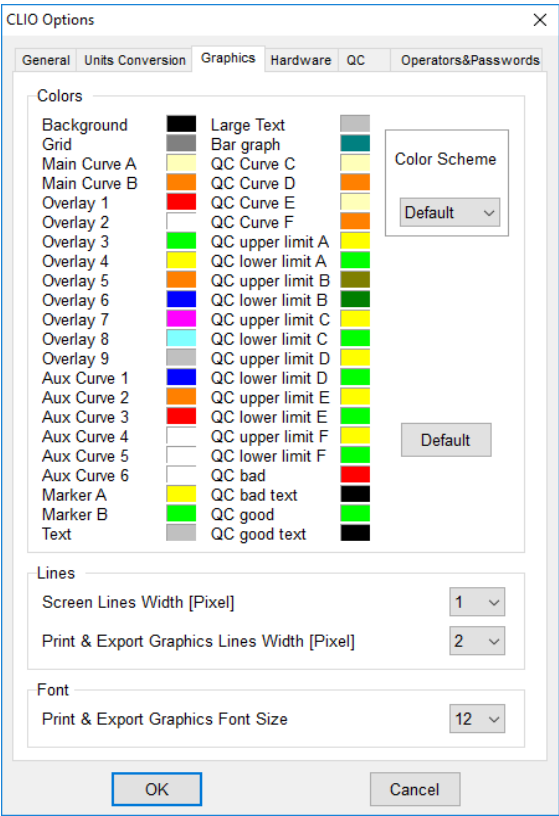 CLIO Options
General Units Conversion Graphics Hardware QC Operators&Passwords
Colors
Background
Grid
Main Curve A
Main Curve B
Overlay 1
Overlay 2
Overlay 3
Overlay 4
Overlay 5
Overlay 6
Overlay 7
Overlay 8
Overlay 9
Aux Curve 1
Aux Curve 2
Aux Curve 3
Aux Curve 4
Aux Curve 5
Aux Curve 6
Marker A
Marker B
Text
Large Text
Bar graph
QC Curve C
QC Curve D
QC Curve E
QC Curve F
QC upper limit A
QC lower limit A
QC upper limit B
QC lower limit B
QC upper limit C
QC lower limit C
QC upper limit D
QC lower limit D
QC upper limit E
QC lower limit E
QC upper limit F
QC lower limit F
QC bad
QC bad text
QC good
QC good text
Color Scheme
Default
Default
Lines
Screen Lines Width [Pixel] 1
Print & Export Graphics Lines Width [Pixel] 2
Font
Print & Export Graphics Font Size 12
OK Cancel